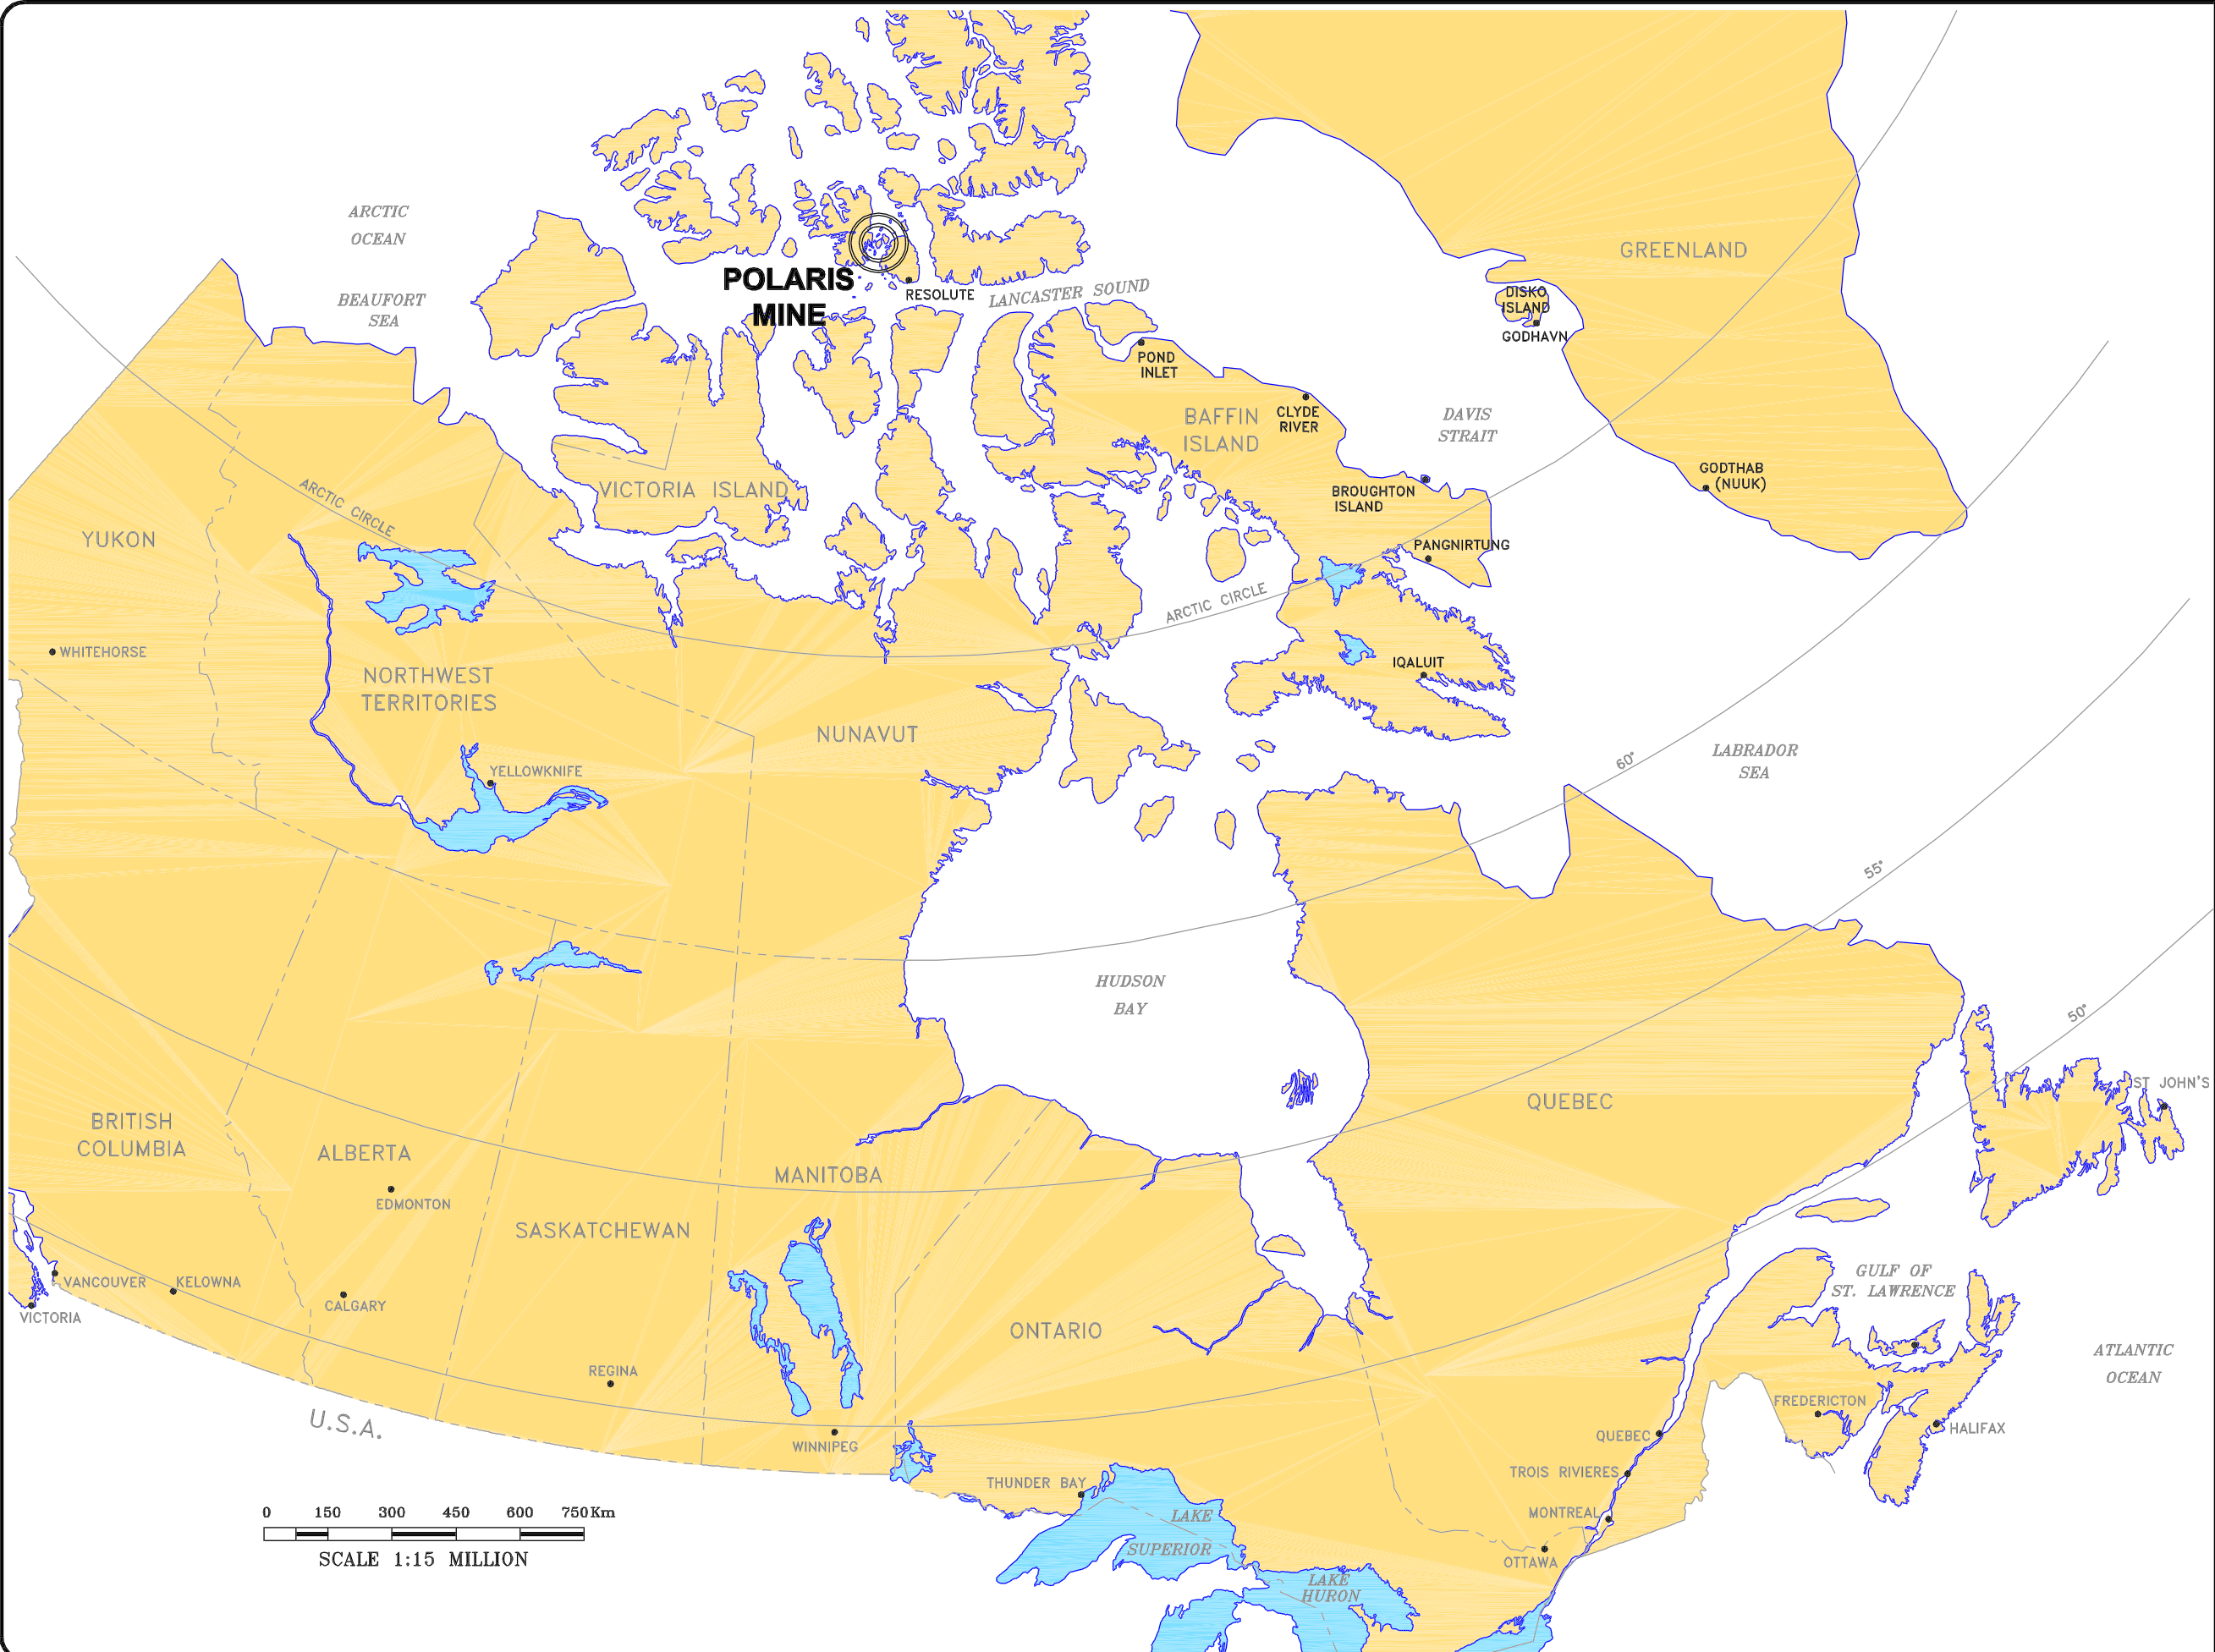 ARCTIC
OCEAN
BEAUFORT
SEA
GREENLAND
POLARIS
MINE
RESOLUTE
LANCASTER SOUND
DISKO
ISLAND
GODHAVN
POND
INLET
BAFFIN
ISLAND
CLYDE
RIVER
DAVIS
STRAIT
VICTORIA ISLAND
BROUGHTON
ISLAND
GODTHAB
(NUUK)
ARCTIC CIRCLE
YUKON
PANGNIRTUNG
ARCTIC CIRCLE
WHITEHORSE
NORTHWEST
TERRITORIES
IQALUIT
NUNAVUT
YELLOWKNIFE
60°
LABRADOR
SEA
55°
HUDSON
BAY
50°
BRITISH
COLUMBIA
ALBERTA
EDMONTON
MANITOBA
QUEBEC
ST JOHN'S
SASKATCHEWAN
VANCOUVER
KELOWNA
VICTORIA
CALGARY
GULF OF
ST. LAWRENCE
ONTARIO
REGINA
ATLANTIC
OCEAN
U.S.A.
WINNIPEG
FREDERICTON
HALIFAX
QUEBEC
THUNDER BAY
TROIS RIVIERES
MONTREAL
OTTAWA
LAKE
SUPERIOR
LAKE
HURON
0 150 300 450 600 750Km
SCALE 1:15 MILLION